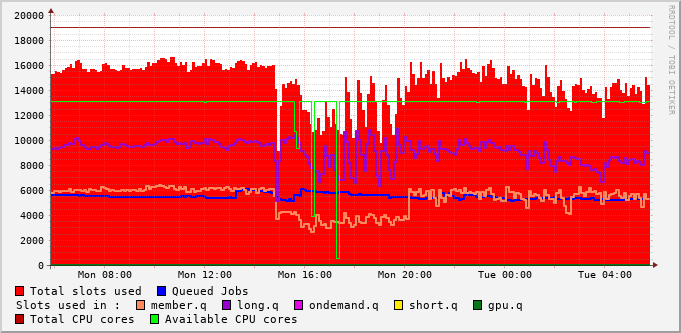 20000
18000
16000
14000
12000
10000
8000
6000
4000
2000
0
Mon 08:00 Mon 12:00 Mon 16:00 Mon 20:00 Tue 00:00 Tue 04:00
RRDTOOL / TOBI OETIKER
Total slots used Queued Jobs
Slots used in : member.q long.q ondemand.q short.q gpu.q
Total CPU cores Available CPU cores